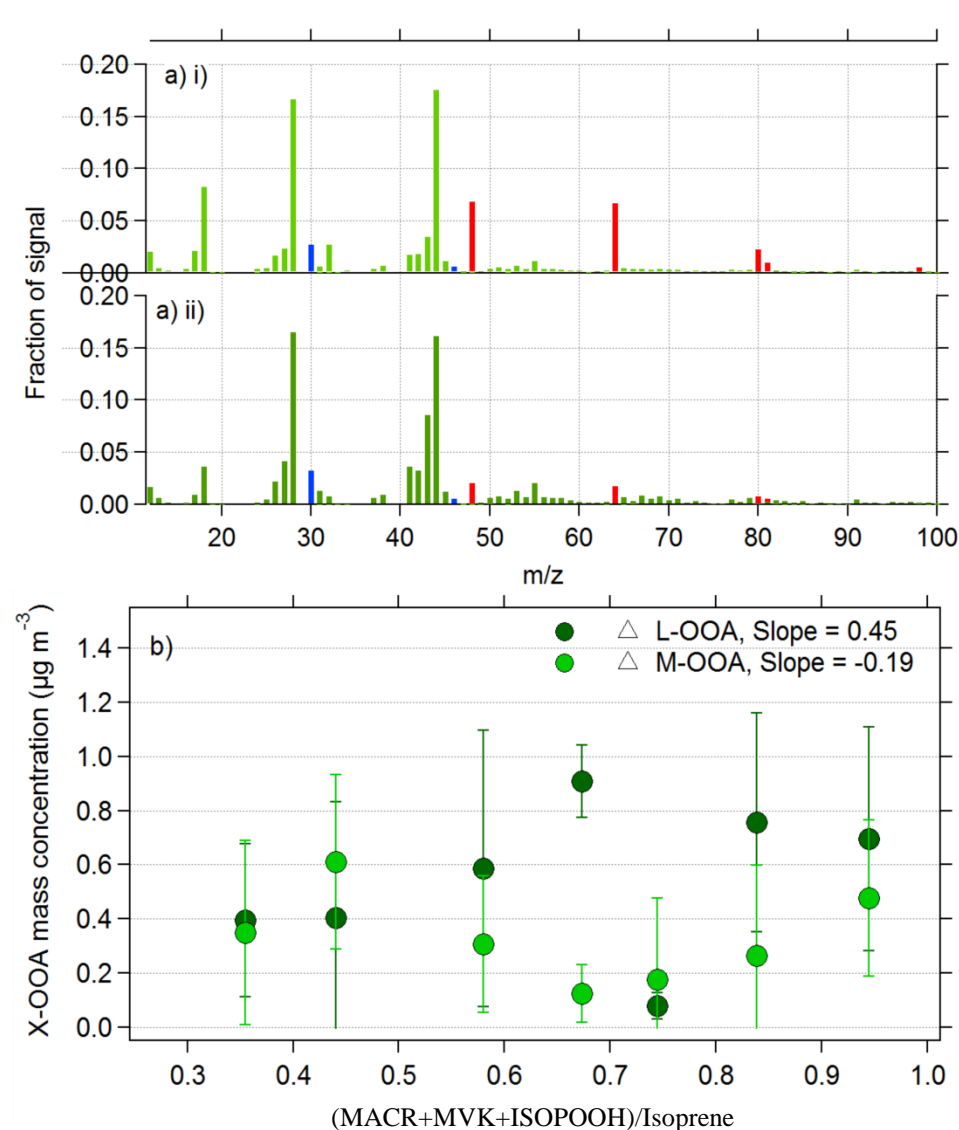 0.20
a) i)
0.15
0.10
0.05
0.00
0.20
a) ii)
0.15
0.10
0.05
0.00
Fraction of signal
20 30 40 50 60 70 80 90 100
m/z
b)
△ L-OOA, Slope = 0.45
△ M-OOA, Slope = -0.19
1.4
1.2
1.0
0.8
0.6
0.4
0.2
0.0
X-OOA mass concentration (µg m⁻³)
0.3 0.4 0.5 0.6 0.7 0.8 0.9 1.0
(MACR+MVK+ISOPOOH)/Isoprene